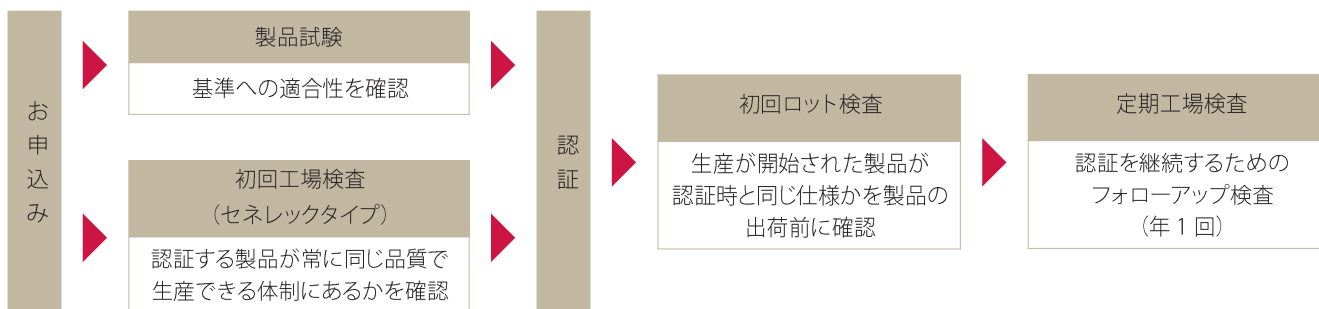 お申込み
製品試験
基準への適合性を確認
初回工場検査
（セネレックタイプ）
認証する製品が常に同じ品質で
生産できる体制にあるかを確認
認証
初回ロット検査
生産が開始された製品が
認証時と同じ仕様かを製品の
出荷前に確認
定期工場検査
認証を継続するための
フォローアップ検査
（年 1 回）